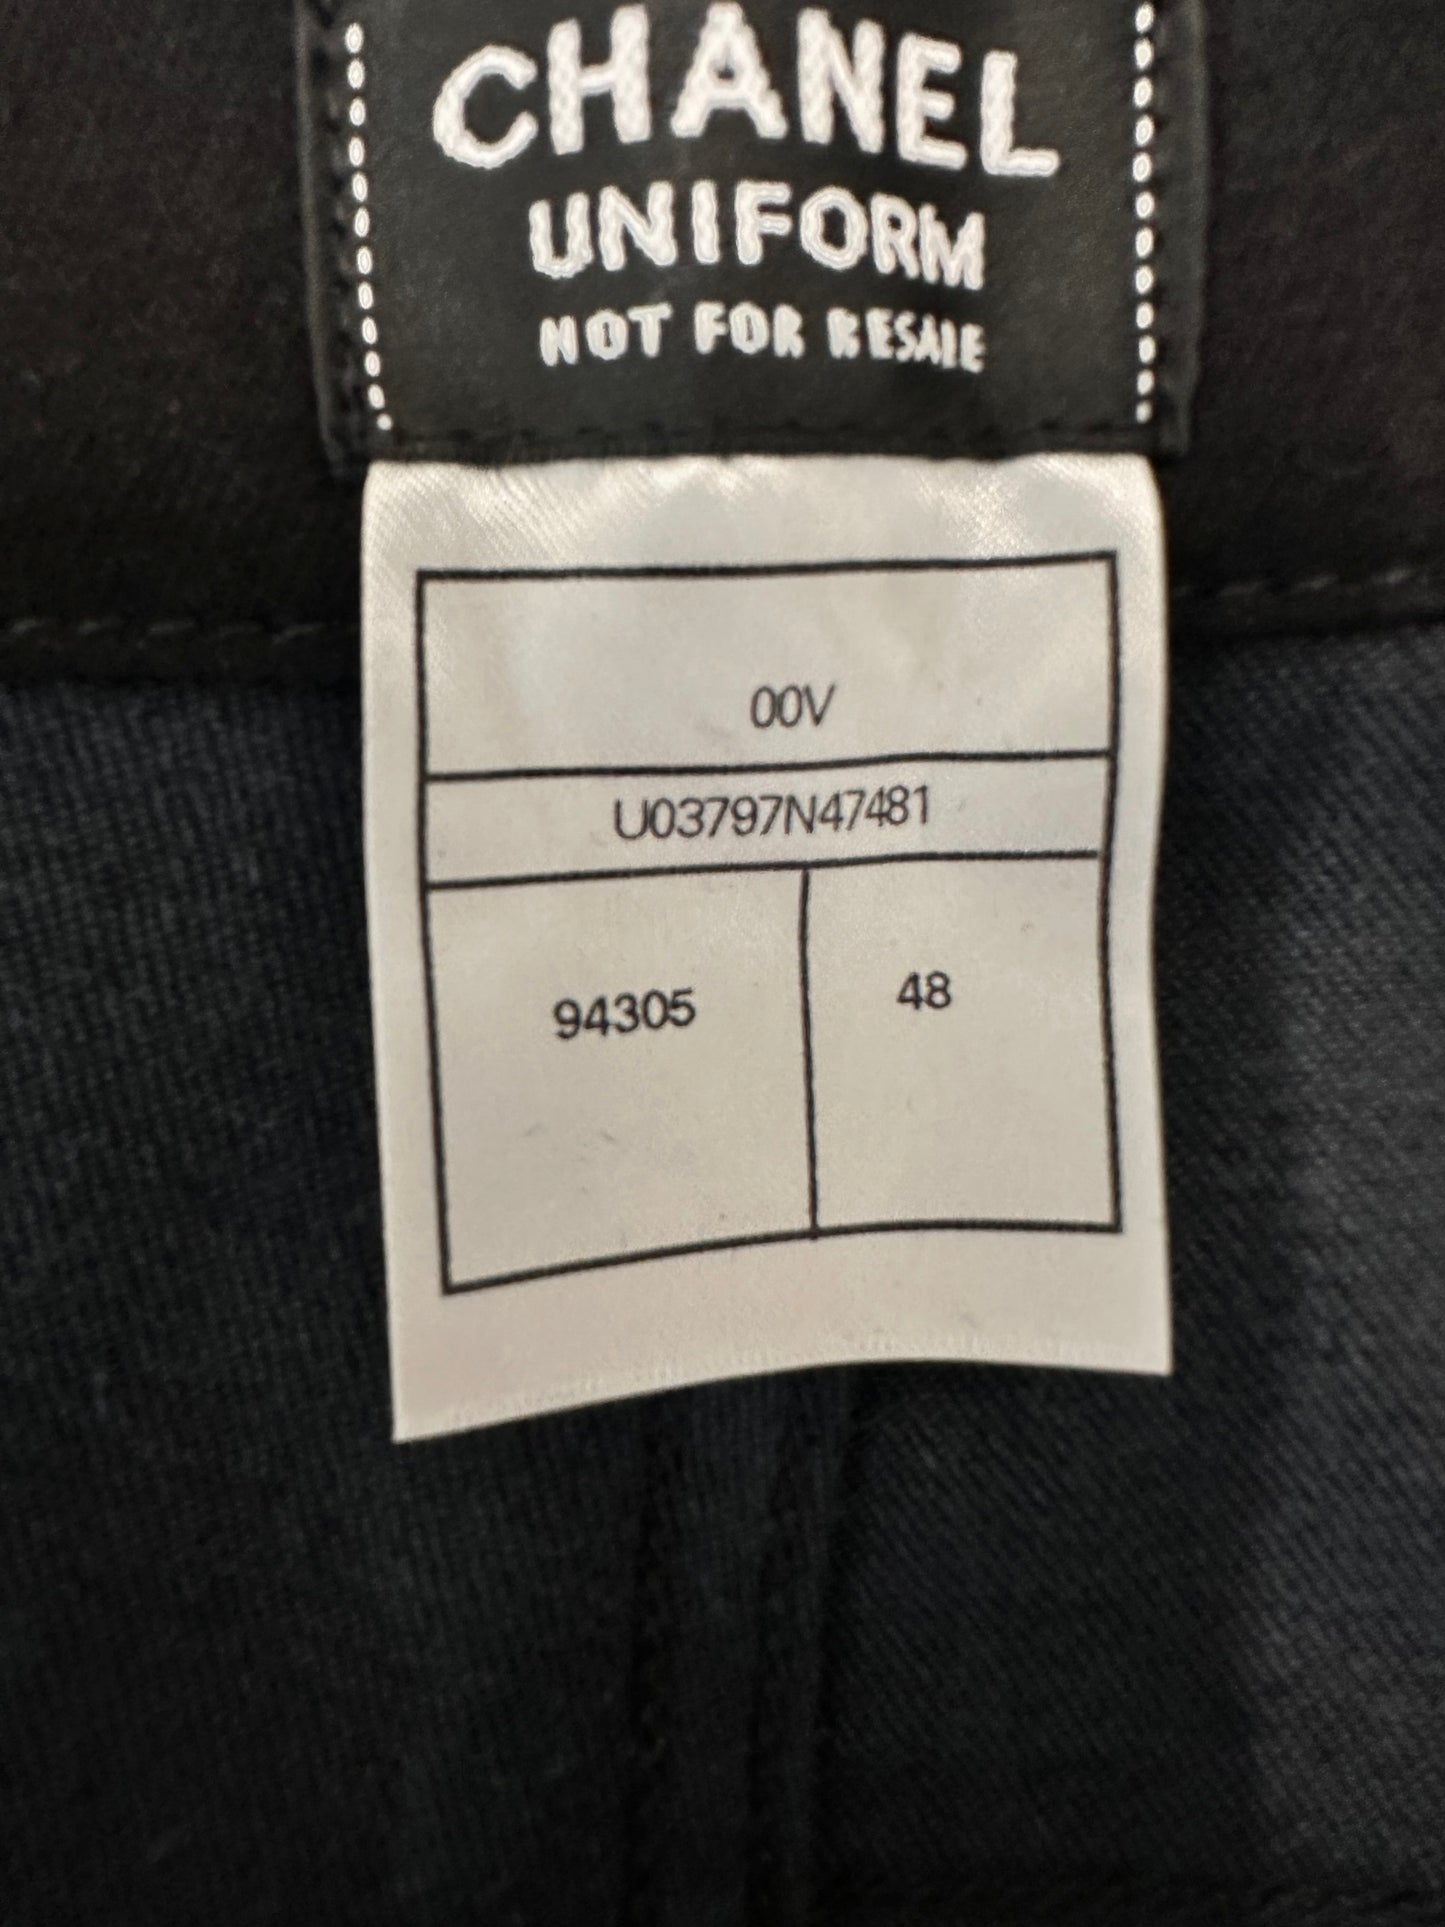 CHANEL
UNIFORM
NOT FOR RESALE
00V
U03797N47481
94305 48